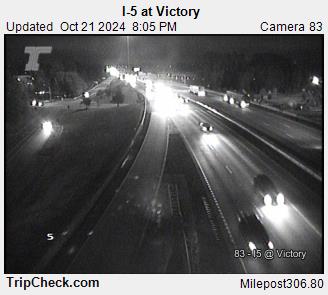 I-5 at Victory
Updated Oct 21 2024 8:05 PM Camera 83
S
83 - I5 @ Victory
TripCheck.com Milepost306.80